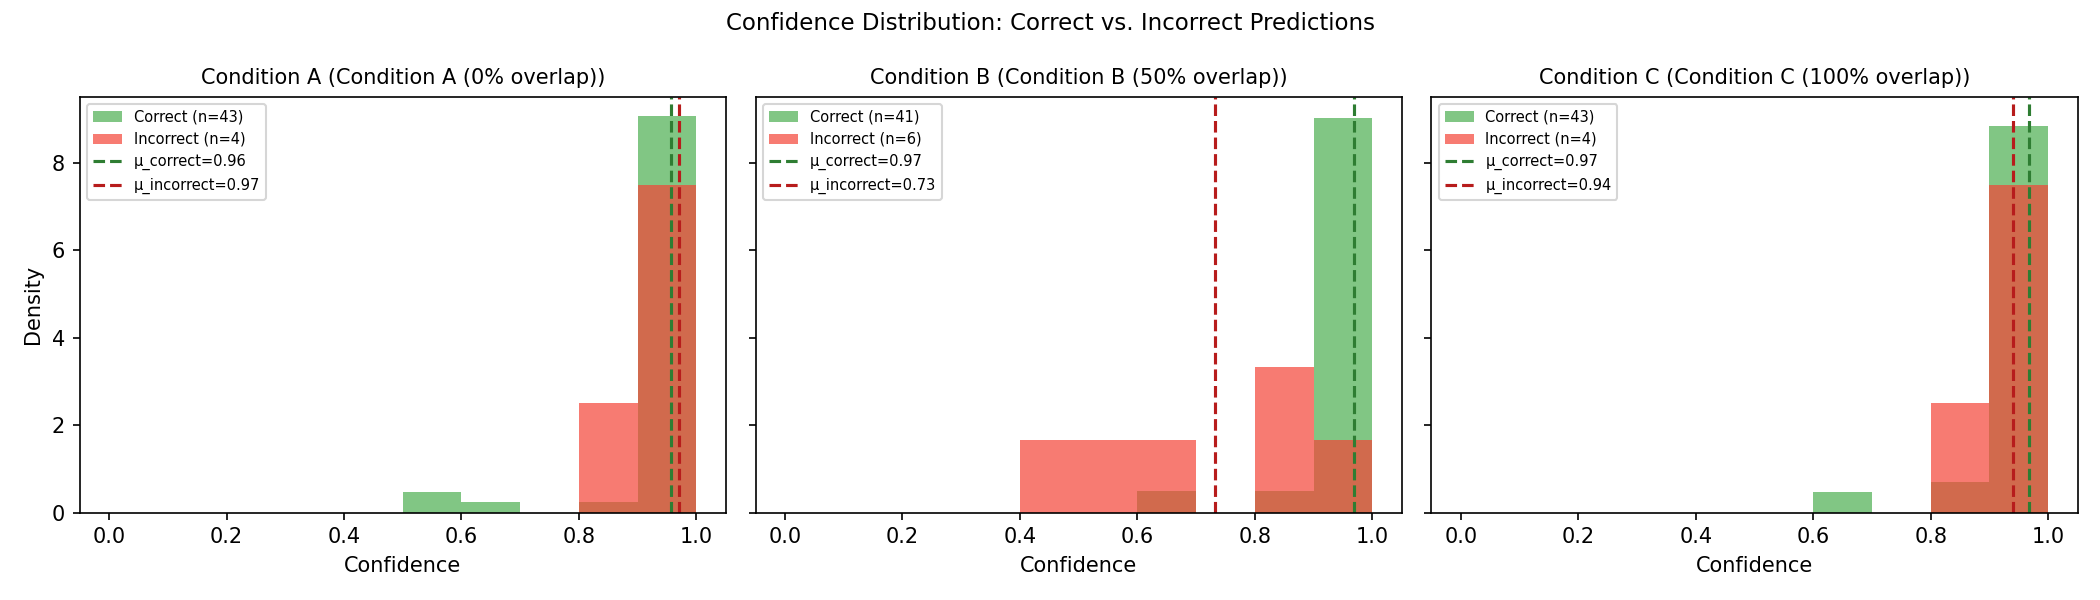 Confidence Distribution: Correct vs. Incorrect Predictions
Condition A (Condition A (0% overlap))
Correct (n=43)
Incorrect (n=4)
μ_correct=0.96
μ_incorrect=0.97
Density
0
2
4
6
8
0.0 0.2 0.4 0.6 0.8 1.0
Confidence
Condition B (Condition B (50% overlap))
Correct (n=41)
Incorrect (n=6)
μ_correct=0.97
μ_incorrect=0.73
0.0 0.2 0.4 0.6 0.8 1.0
Confidence
Condition C (Condition C (100% overlap))
Correct (n=43)
Incorrect (n=4)
μ_correct=0.97
μ_incorrect=0.94
0.0 0.2 0.4 0.6 0.8 1.0
Confidence